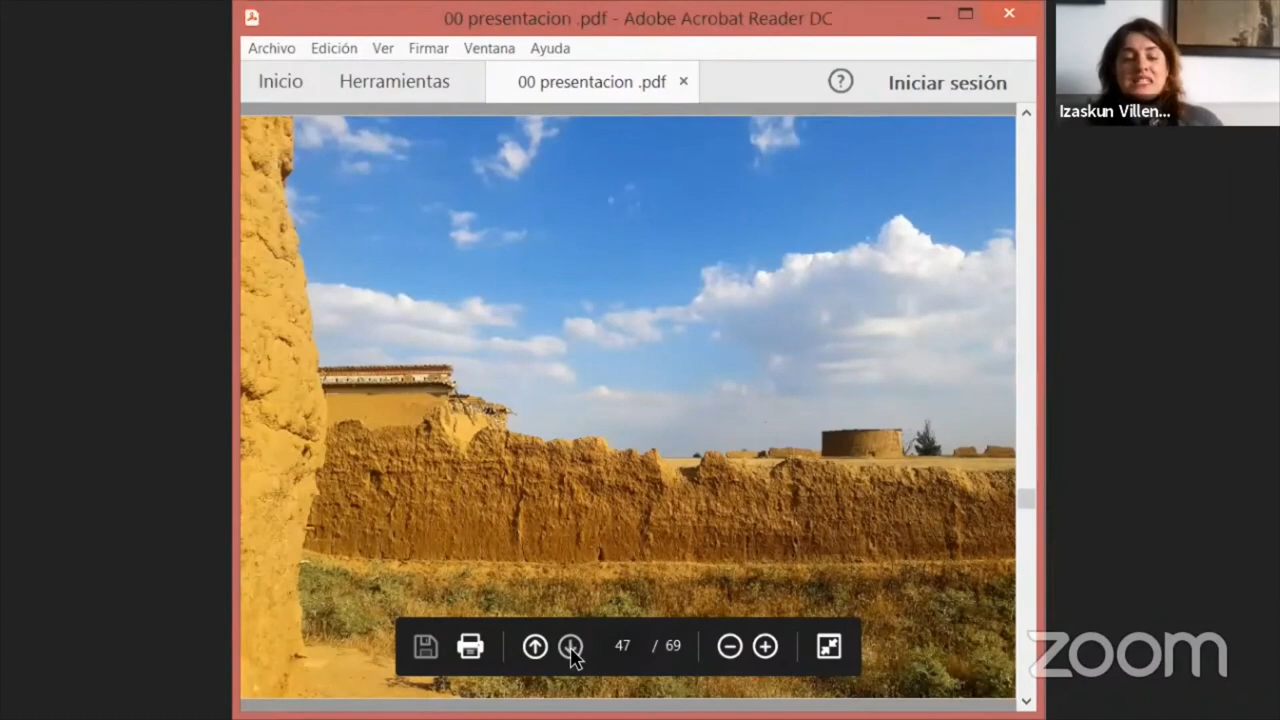 00 presentacion .pdf - Adobe Acrobat Reader DC
Archivo Edición Ver Firmar Ventana Ayuda
Inicio Herramientas 00 presentacion .pdf × ? Iniciar sesión
Izaskun Villen...
47 / 69
zoom